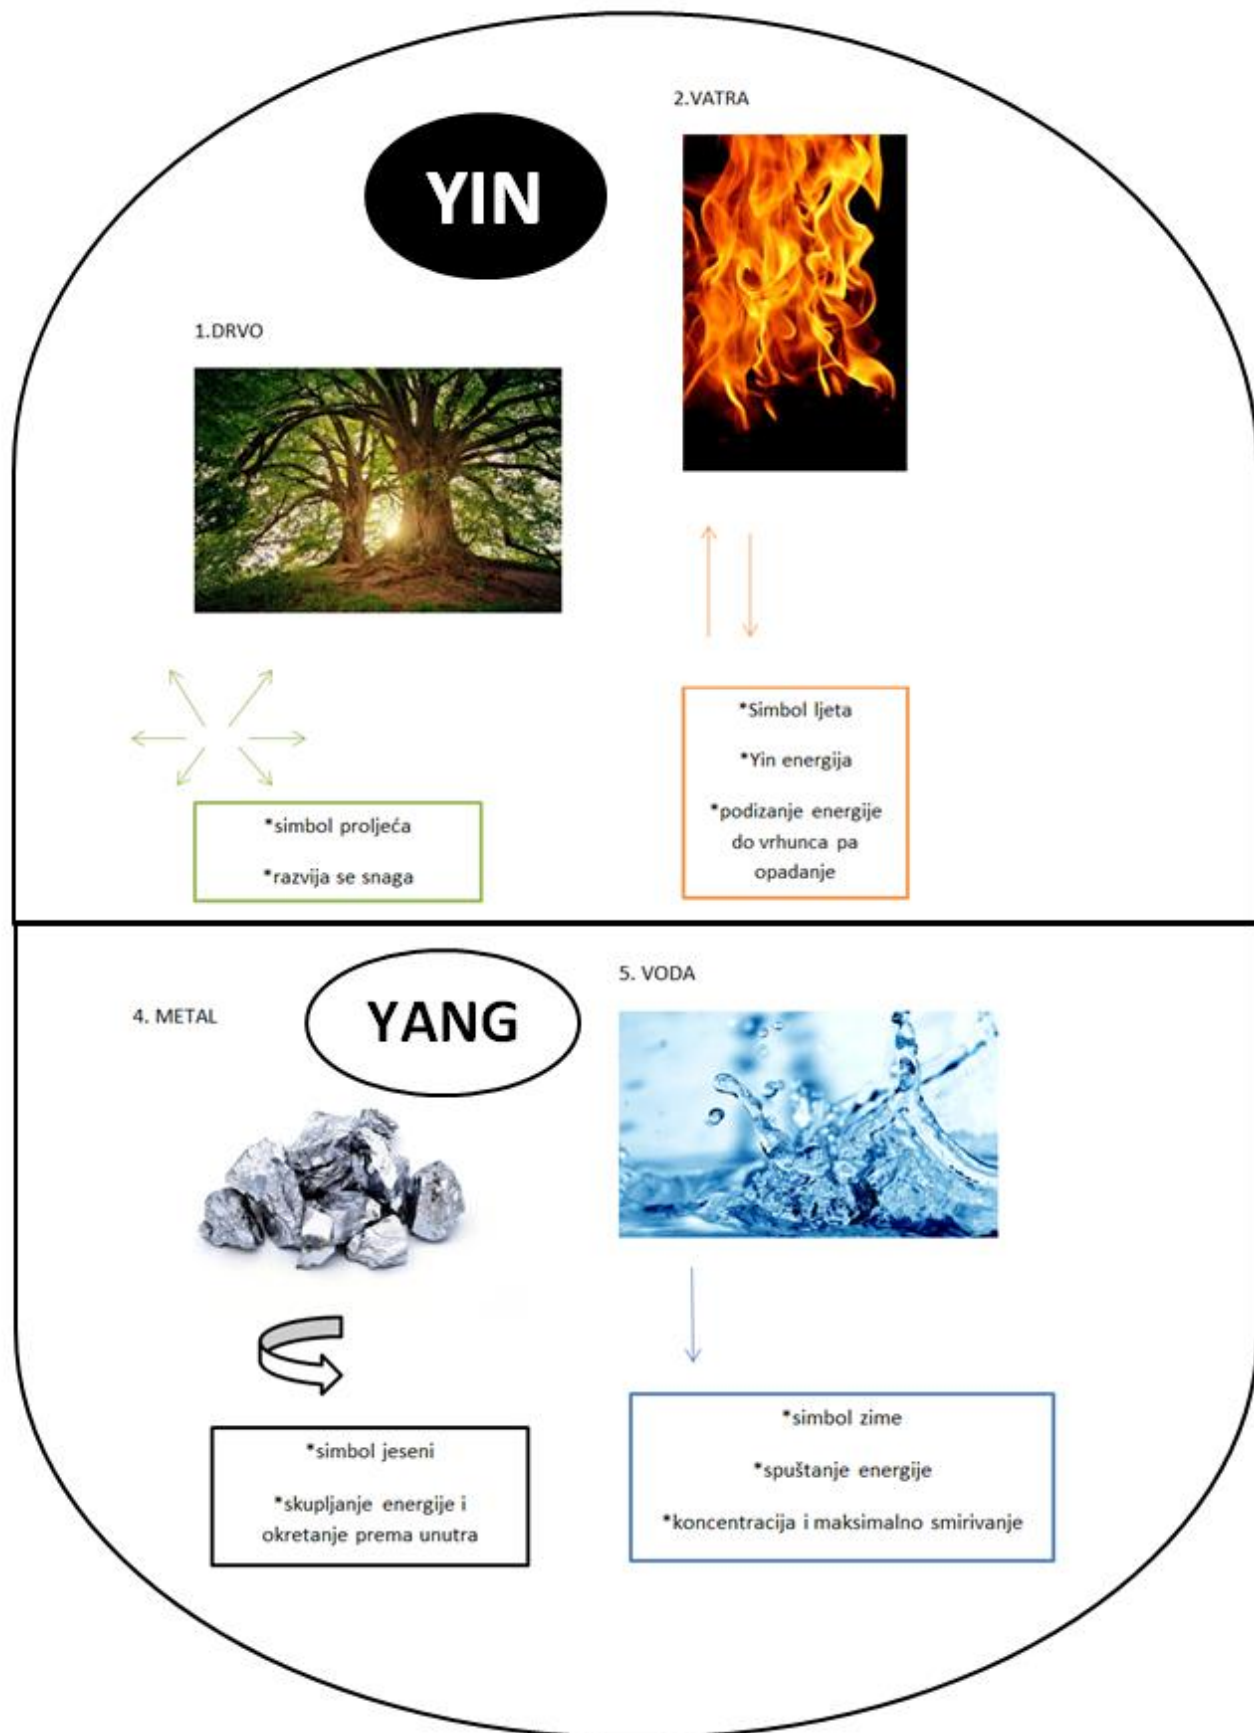 2.VATRA
YIN
1.DRVO
*Simbol ljeta
*Yin energija
*podizanje energije
do vrhunca pa
opadanje
*simbol proljeća
*razvija se snaga
4. METAL
YANG
5. VODA
*simbol jeseni
*skupljanje energije i
okretanje prema unutra
*simbol zime
*spuštanje energije
*koncentracija i maksimalno smirivanje